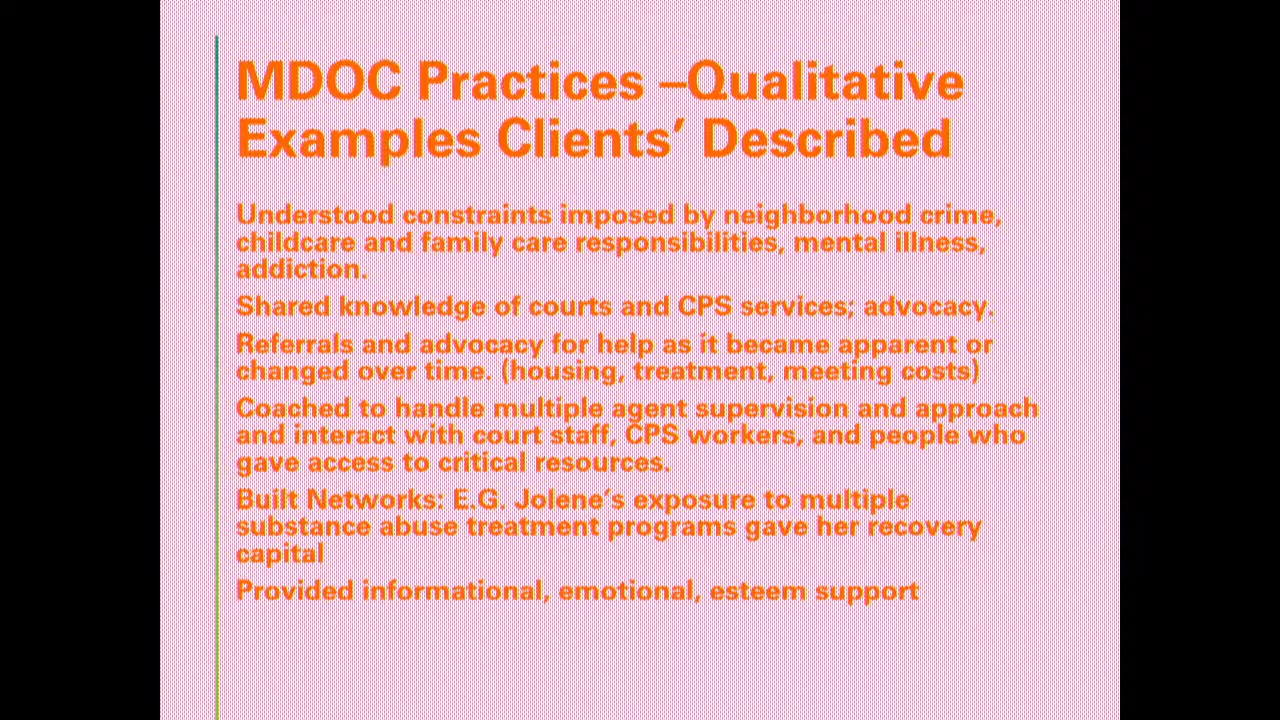 MDOC Practices –Qualitative
Examples Clients’ Described
Understood constraints imposed by neighborhood crime,
childcare and family care responsibilities, mental illness,
addiction.
Shared knowledge of courts and CPS services; advocacy.
Referrals and advocacy for help as it became apparent or
changed over time. (housing, treatment, meeting costs)
Coached to handle multiple agent supervision and approach
and interact with court staff, CPS workers, and people who
gave access to critical resources.
Built Networks: E.G. Jolene’s exposure to multiple
substance abuse treatment programs gave her recovery
capital
Provided informational, emotional, esteem support